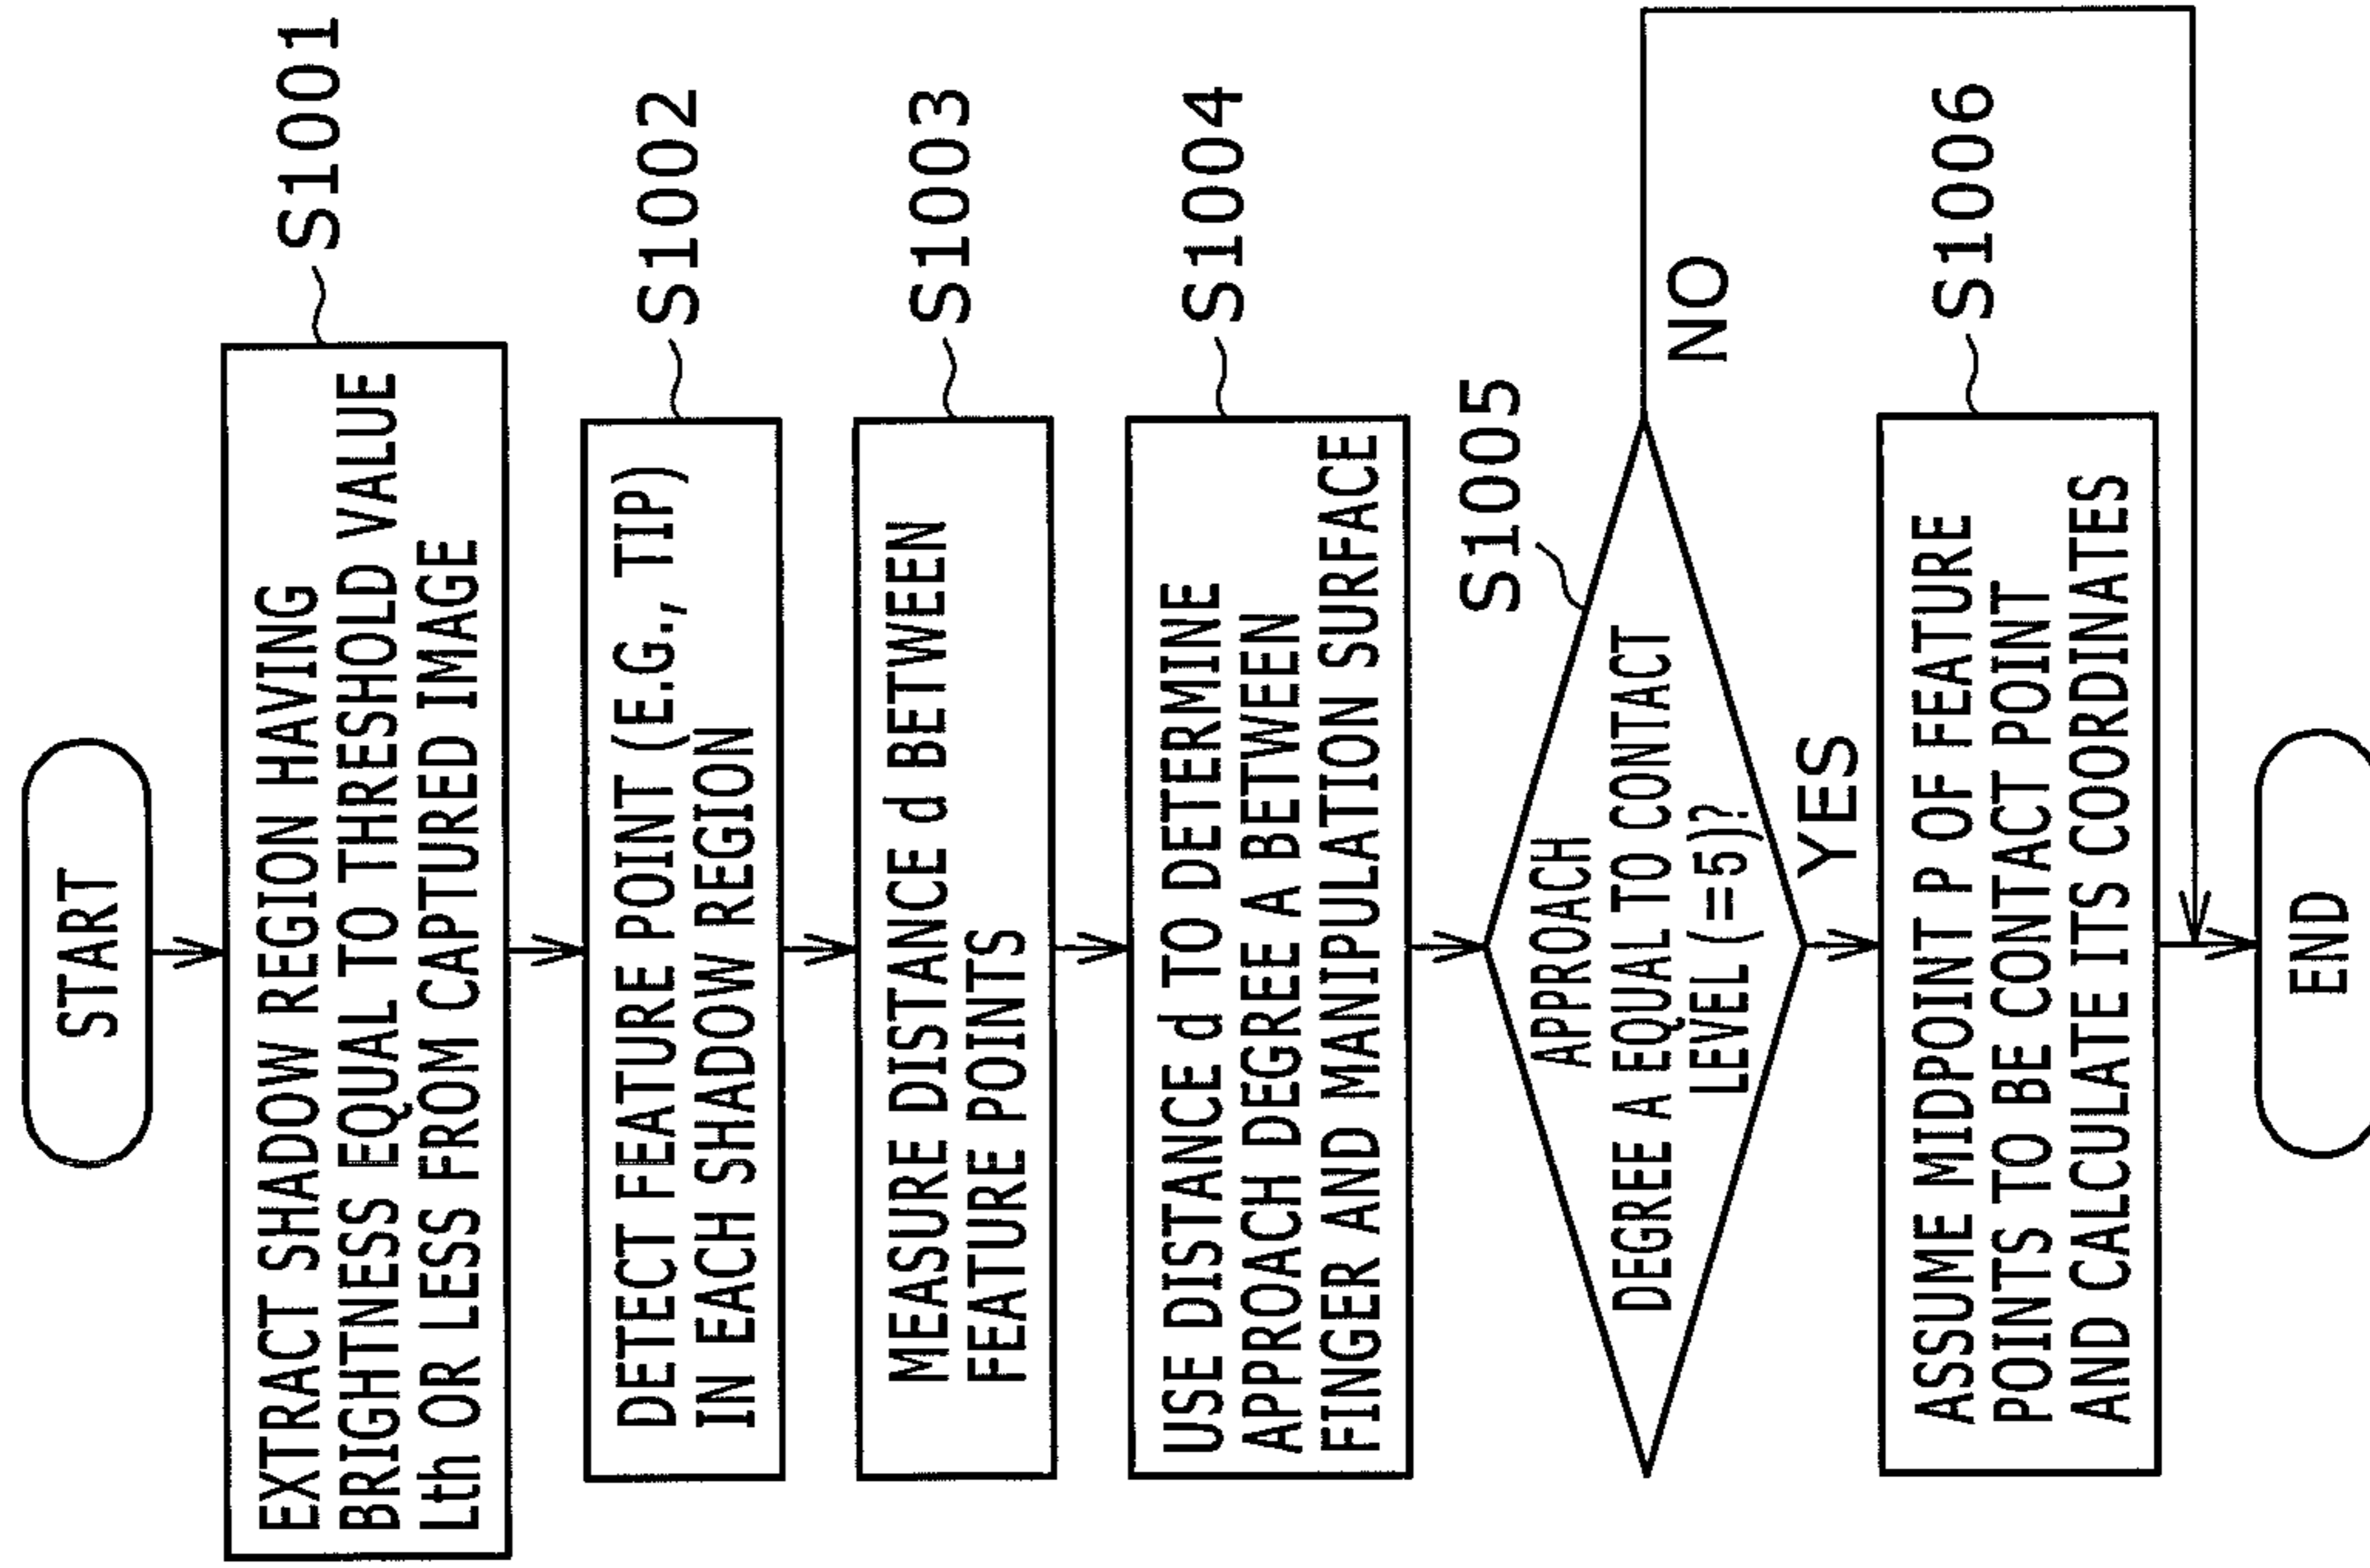 START
S1001
EXTRACT SHADOW REGION HAVING
BRIGHTNESS EQUAL TO THRESHOLD VALUE
Lth OR LESS FROM CAPTURED IMAGE
S1002
DETECT FEATURE POINT (E.G., TIP)
IN EACH SHADOW REGION
S1003
MEASURE DISTANCE d BETWEEN
FEATURE POINTS
S1004
USE DISTANCE d TO DETERMINE
APPROACH DEGREE A BETWEEN
FINGER AND MANIPULATION SURFACE
S1005
APPROACH
DEGREE A EQUAL TO CONTACT
LEVEL (=5)?
NO
YES
S1006
ASSUME MIDPOINT P OF FEATURE
POINTS TO BE CONTACT POINT
AND CALCULATE ITS COORDINATES
END